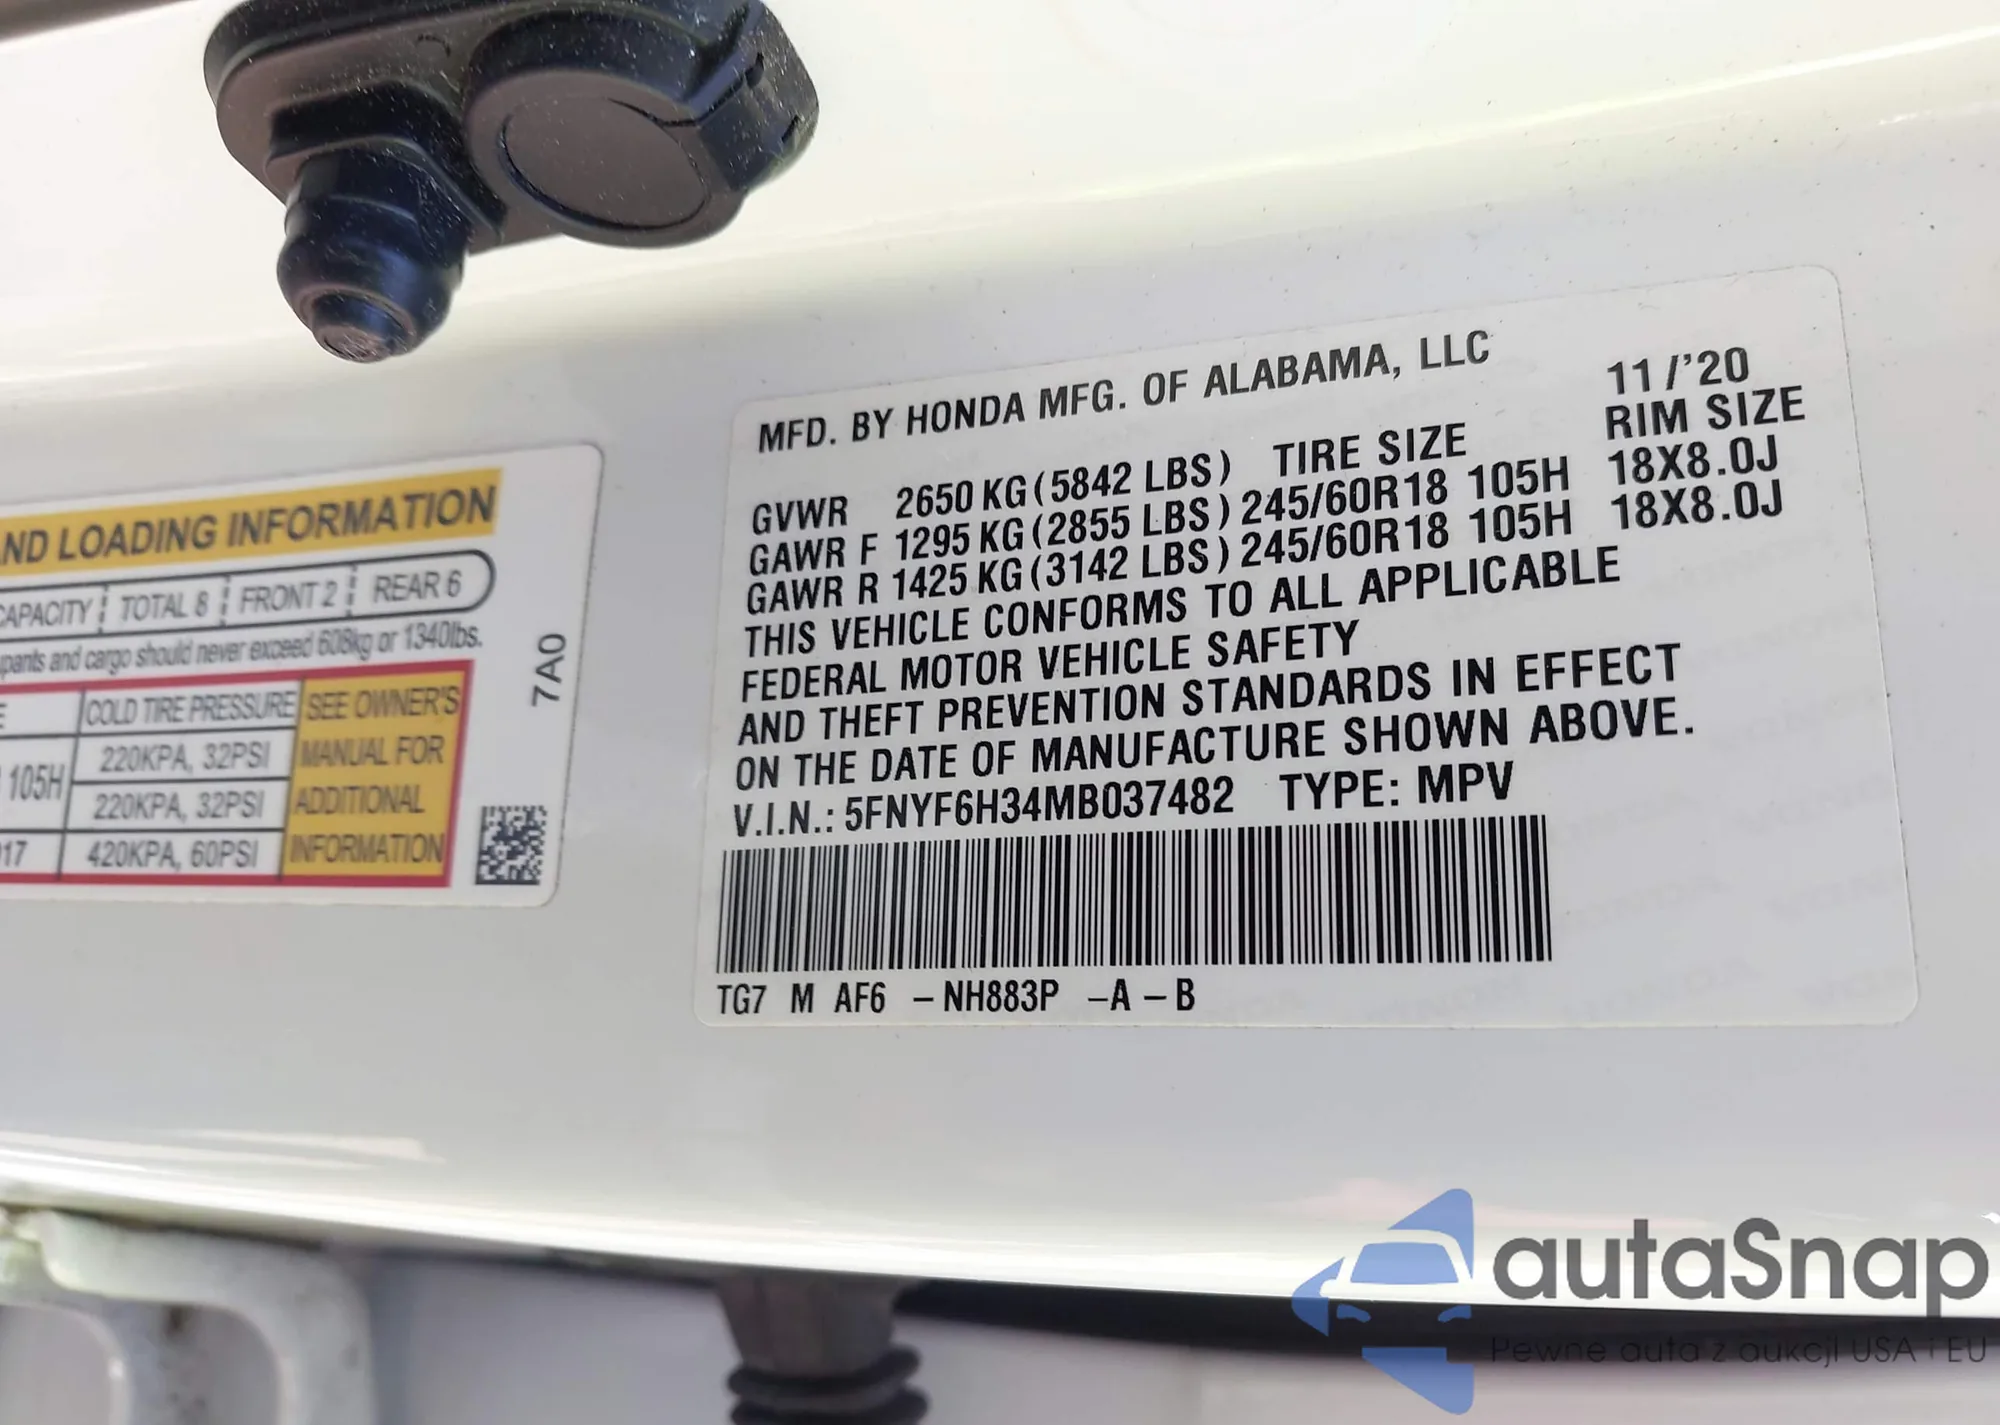 ND LOADING INFORMATION
CAPACITY TOTAL 8 FRONT 2 REAR 6
pants and cargo should never exceed 608kg or 1340lbs.
COLD TIRE PRESSURE SEE OWNER'S
MANUAL FOR
ADDITIONAL
INFORMATION
105H 220KPA, 32PSI
220KPA, 32PSI
17 420KPA, 60PSI
7A0
MFD. BY HONDA MFG. OF ALABAMA, LLC 11/'20
GVWR 2650 KG (5842 LBS) TIRE SIZE RIM SIZE
GAWR F 1295 KG (2855 LBS) 245/60R18 105H 18X8.0J
GAWR R 1425 KG (3142 LBS) 245/60R18 105H 18X8.0J
THIS VEHICLE CONFORMS TO ALL APPLICABLE
FEDERAL MOTOR VEHICLE SAFETY
AND THEFT PREVENTION STANDARDS IN EFFECT
ON THE DATE OF MANUFACTURE SHOWN ABOVE.
V.I.N.: 5FNYF6H34MB037482 TYPE: MPV
TG7 M AF6 - NH883P - A - B
autaSnap
Pewne auta z aukcji USA i EU